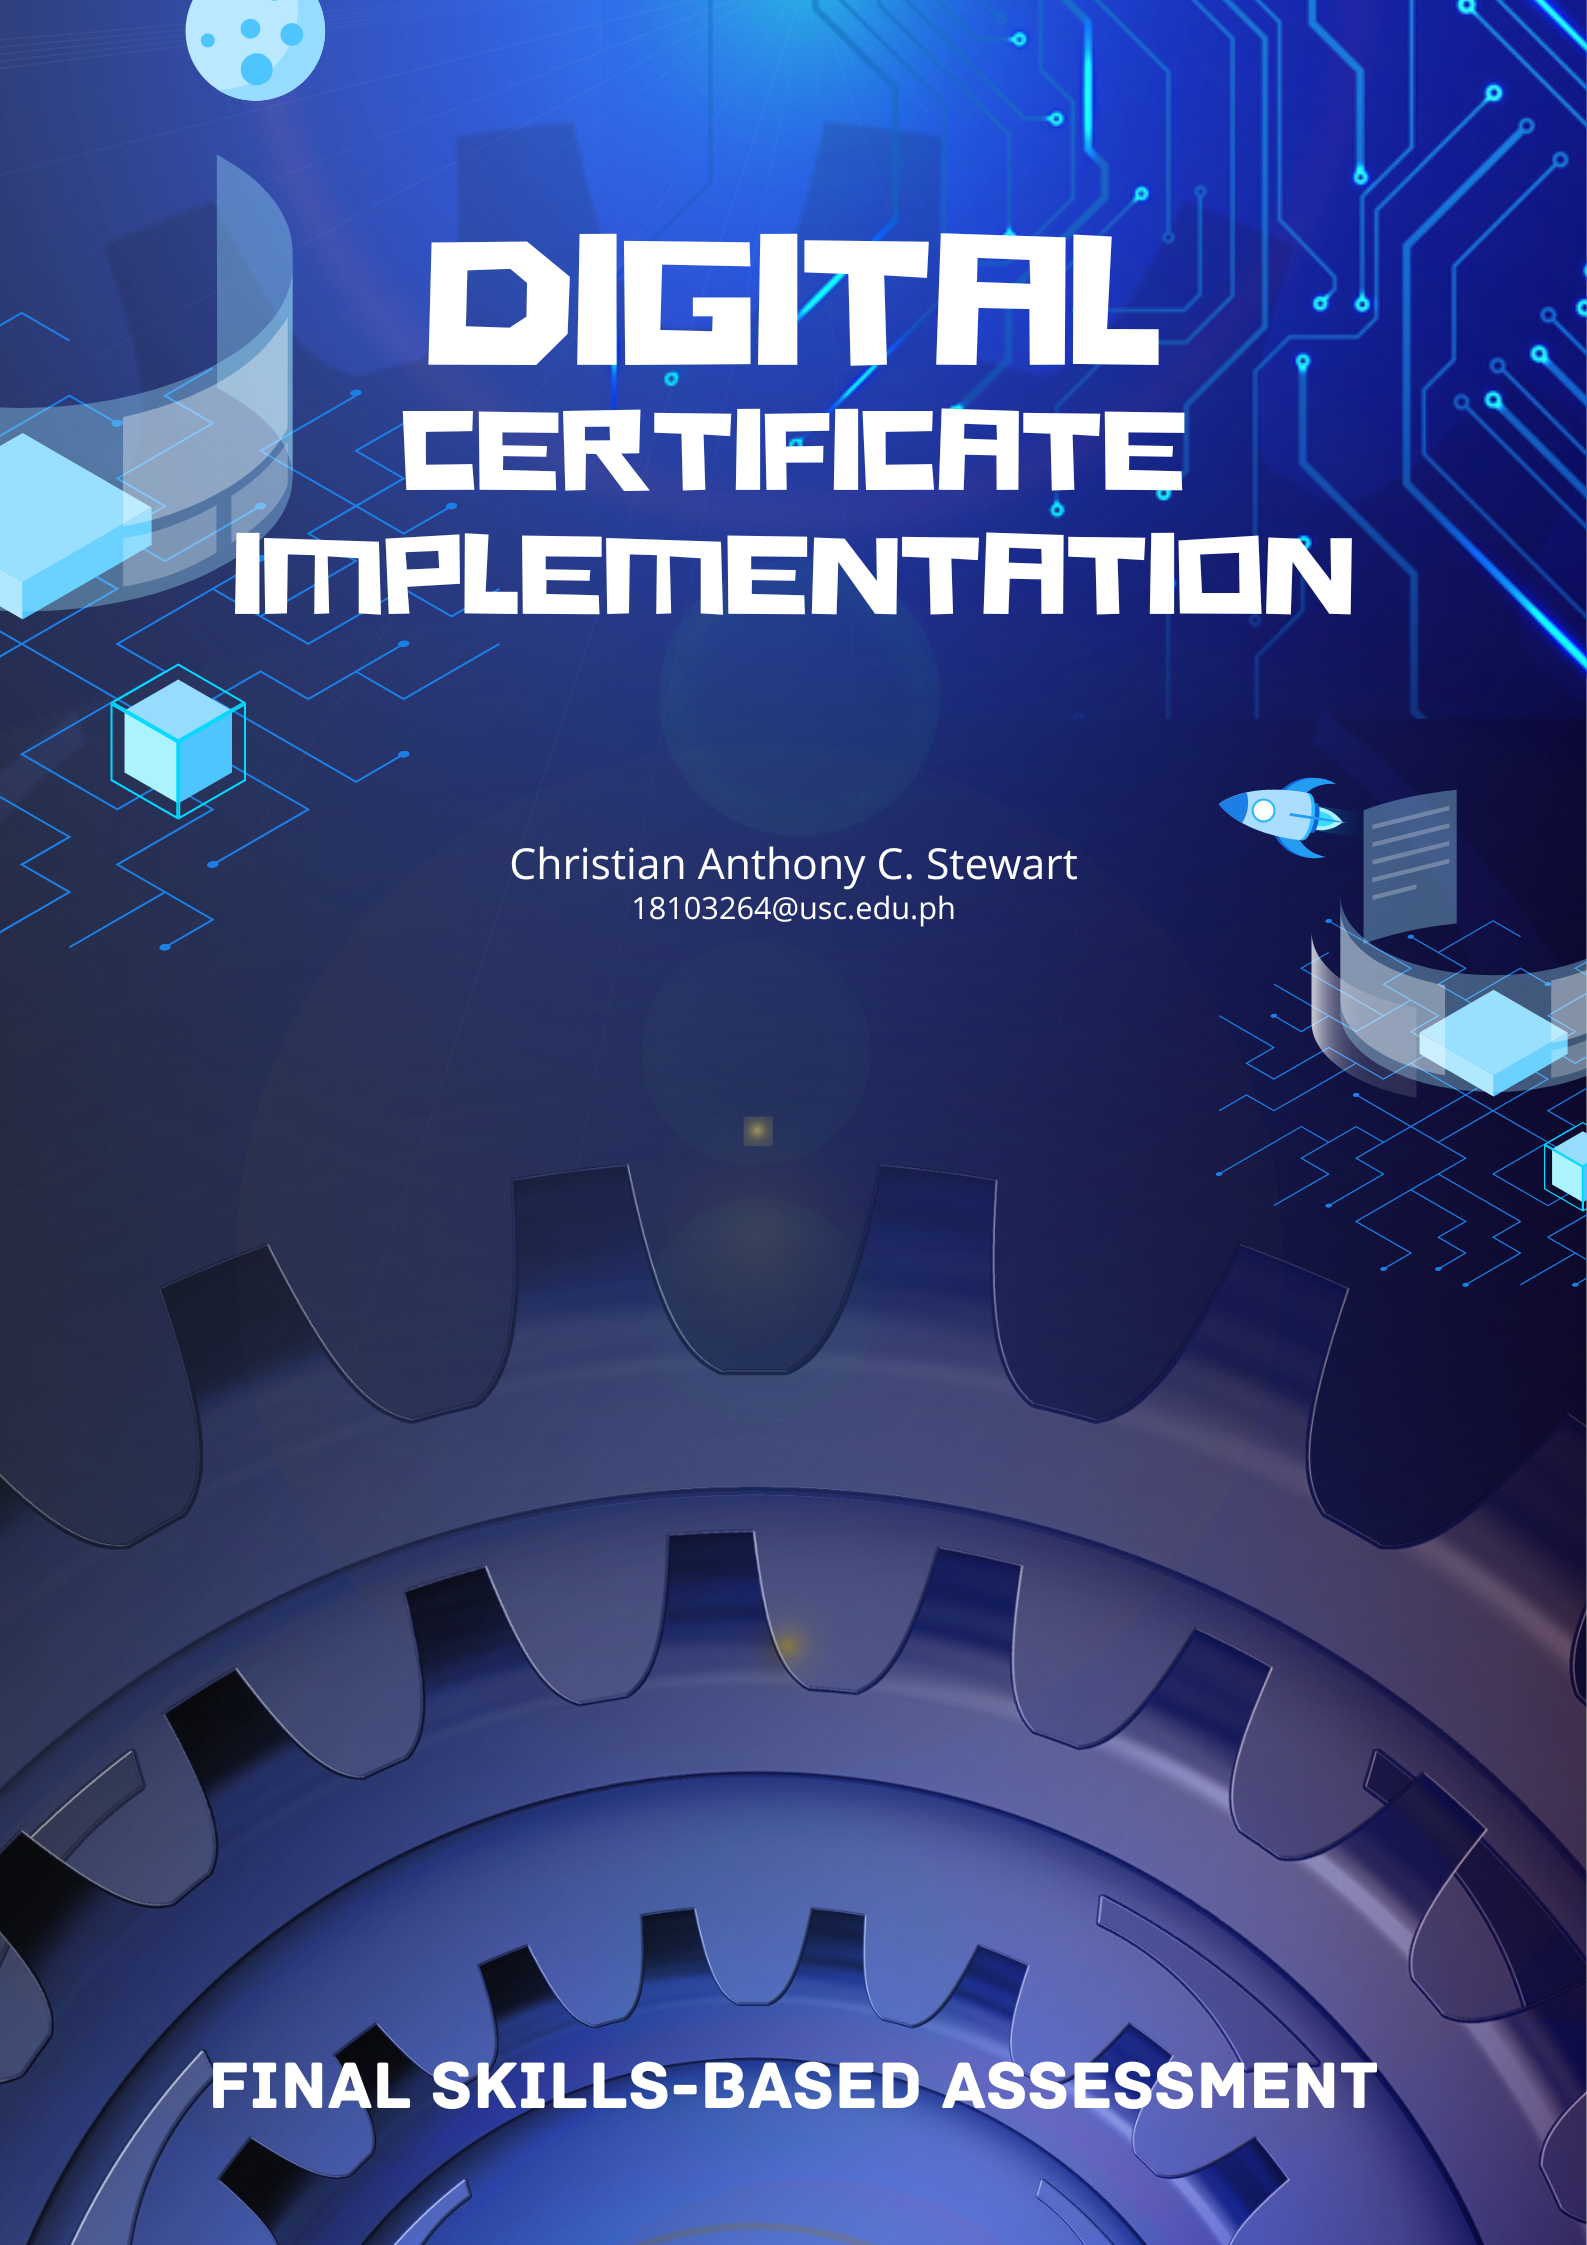 DIGITAL
CERTIFICATE
IMPLEMENTATION
Christian Anthony C. Stewart
18103264@usc.edu.ph
FINAL SKILLS-BASED ASSESSMENT